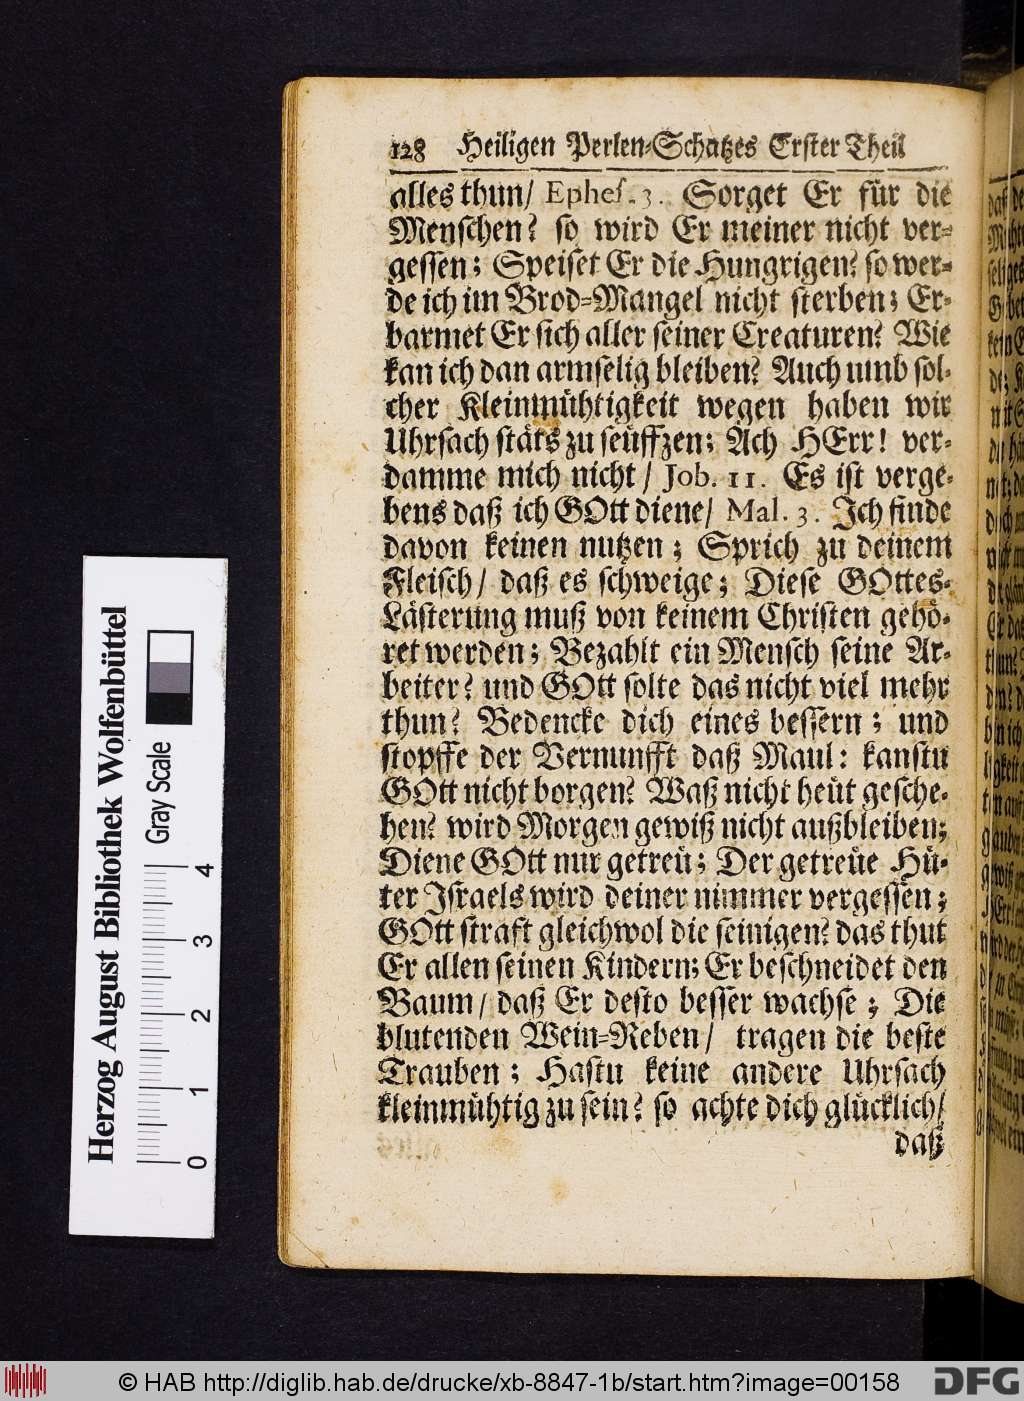 128 Heiligen Perlen-Schatzes Erster Theil
alles thun/ Ephes. 3. Sorget Er für die
Menschen? so wird Er meiner nicht ver-
gessen; Speiset Er die Hungrigen? so wer-
de ich im Brod-Mangel nicht sterben; Er-
barmet Er sich aller seiner Creaturen? Wie
kan ich dan armselig bleiben? Auch umb sol-
cher Kleinmühtigkeit wegen haben wir
Uhrsach stäts zu seüffzen; Ach HErr! ver-
damme mich nicht/ Job. 11. Es ist verge-
bens daß ich GOtt diene/ Mal. 3. Ich finde
davon keinen nutzen; Sprich zu deinem
Fleisch/ daß es schweige; Diese GOttes-
Lästerung muß von keinem Christen gehö-
ret werden; Bezahlt ein Mensch seine Ar-
beiter? und GOtt solte das nicht viel mehr
thun? Bedencke dich eines bessern; und
stopffe der Vernunfft daß Maul: kanstu
GOtt nicht borgen? Waß nicht heüt gesche-
hen? wird Morgen gewiß nicht außbleiben;
Diene GOtt nur getreü; Der getreüe Hü-
ter Israels wird deiner nimmer vergessen;
GOtt straft gleichwol die seinigen? das thut
Er allen seinen Kindern; Er beschneidet den
Baum/ daß Er desto besser wachse; Die
blutenden Wein-Reben/ tragen die beste
Trauben; Hastu keine andere Uhrsach
kleinmühtig zu sein? so achte dich glücklich/
daß
Herzog August Bibliothek Wolfenbüttel
Gray Scale
0 1 2 3 4
© HAB http://diglib.hab.de/drucke/xb-8847-1b/start.htm?image=00158
DFG